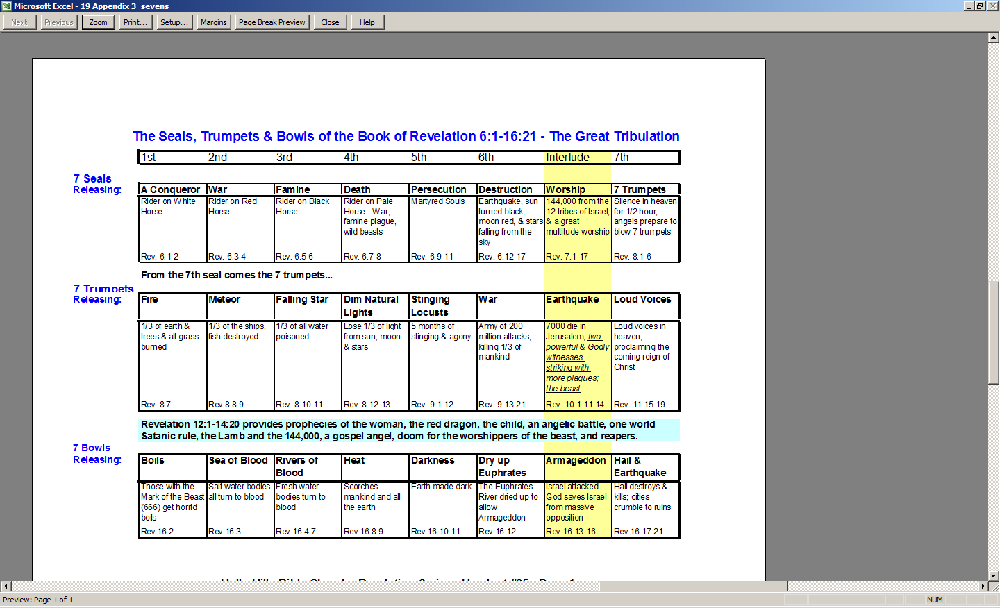 Microsoft Excel - 19 Appendix 3_sevens
Next Previous Zoom Print... Setup... Margins Page Break Preview Close Help
The Seals, Trumpets & Bowls of the Book of Revelation 6:1-16:21 - The Great Tribulation
1st 2nd 3rd 4th 5th 6th Interlude 7th
7 Seals
Releasing: A Conqueror War Famine Death Persecution Destruction Worship 7 Trumpets
Rider on White Rider on Red Rider on Black Rider on Pale Martyred Souls Earthquake, sun 144,000 from the Silence in heaven
Horse Horse Horse Horse - War, turned black, 12 tribes of Israel, for 1/2 hour;
famine plague, moon red, & stars & a great angels prepare to
wild beasts falling from the multitude worship blow 7 trumpets
sky
Rev. 6:1-2 Rev. 6:3-4 Rev. 6:5-6 Rev. 6:7-8 Rev. 6:9-11 Rev. 6:12-17 Rev. 7:1-17 Rev. 8:1-6
From the 7th seal comes the 7 trumpets...
7 Trumpets
Releasing: Fire Meteor Falling Star Dim Natural Stinging War Earthquake Loud Voices
Lights Locusts
1/3 of earth & 1/3 of the ships, 1/3 of all water Lose 1/3 of light 5 months of Army of 200 7000 die in Loud voices in
trees & all grass fish destroyed poisoned from sun, moon stinging & agony million attacks, Jerusalem; two heaven,
burned & stars killing 1/3 of powerful & Godly proclaiming the
mankind witnesses coming reign of
striking with Christ
more plagues;
the beast
Rev. 8:7 Rev.8:8-9 Rev. 8:10-11 Rev. 8:12-13 Rev. 9:1-12 Rev. 9:13-21 Rev. 10:1-11:14 Rev. 11:15-19
Revelation 12:1-14:20 provides prophecies of the woman, the red dragon, the child, an angelic battle, one world
Satanic rule, the Lamb and the 144,000, a gospel angel, doom for the worshippers of the beast, and reapers.
7 Bowls
Releasing: Boils Sea of Blood Rivers of Heat Darkness Dry up Armageddon Hail &
Blood Euphrates Earthquake
Those with the Salt water bodies Fresh water Scorches Earth made dark The Euphrates Israel attacked. Hail destroys &
Mark of the Beast all turn to blood bodies turn to mankind and all River dried up to God saves Israel kills; cities
(666) get horrid blood the earth allow from massive crumble to ruins
boils Armageddon opposition
Rev.16:2 Rev.16:3 Rev.16:4-7 Rev.16:8-9 Rev.16:10-11 Rev.16:12 Rev.16:13-16 Rev.16:17-21
Preview: Page 1 of 1 NUM